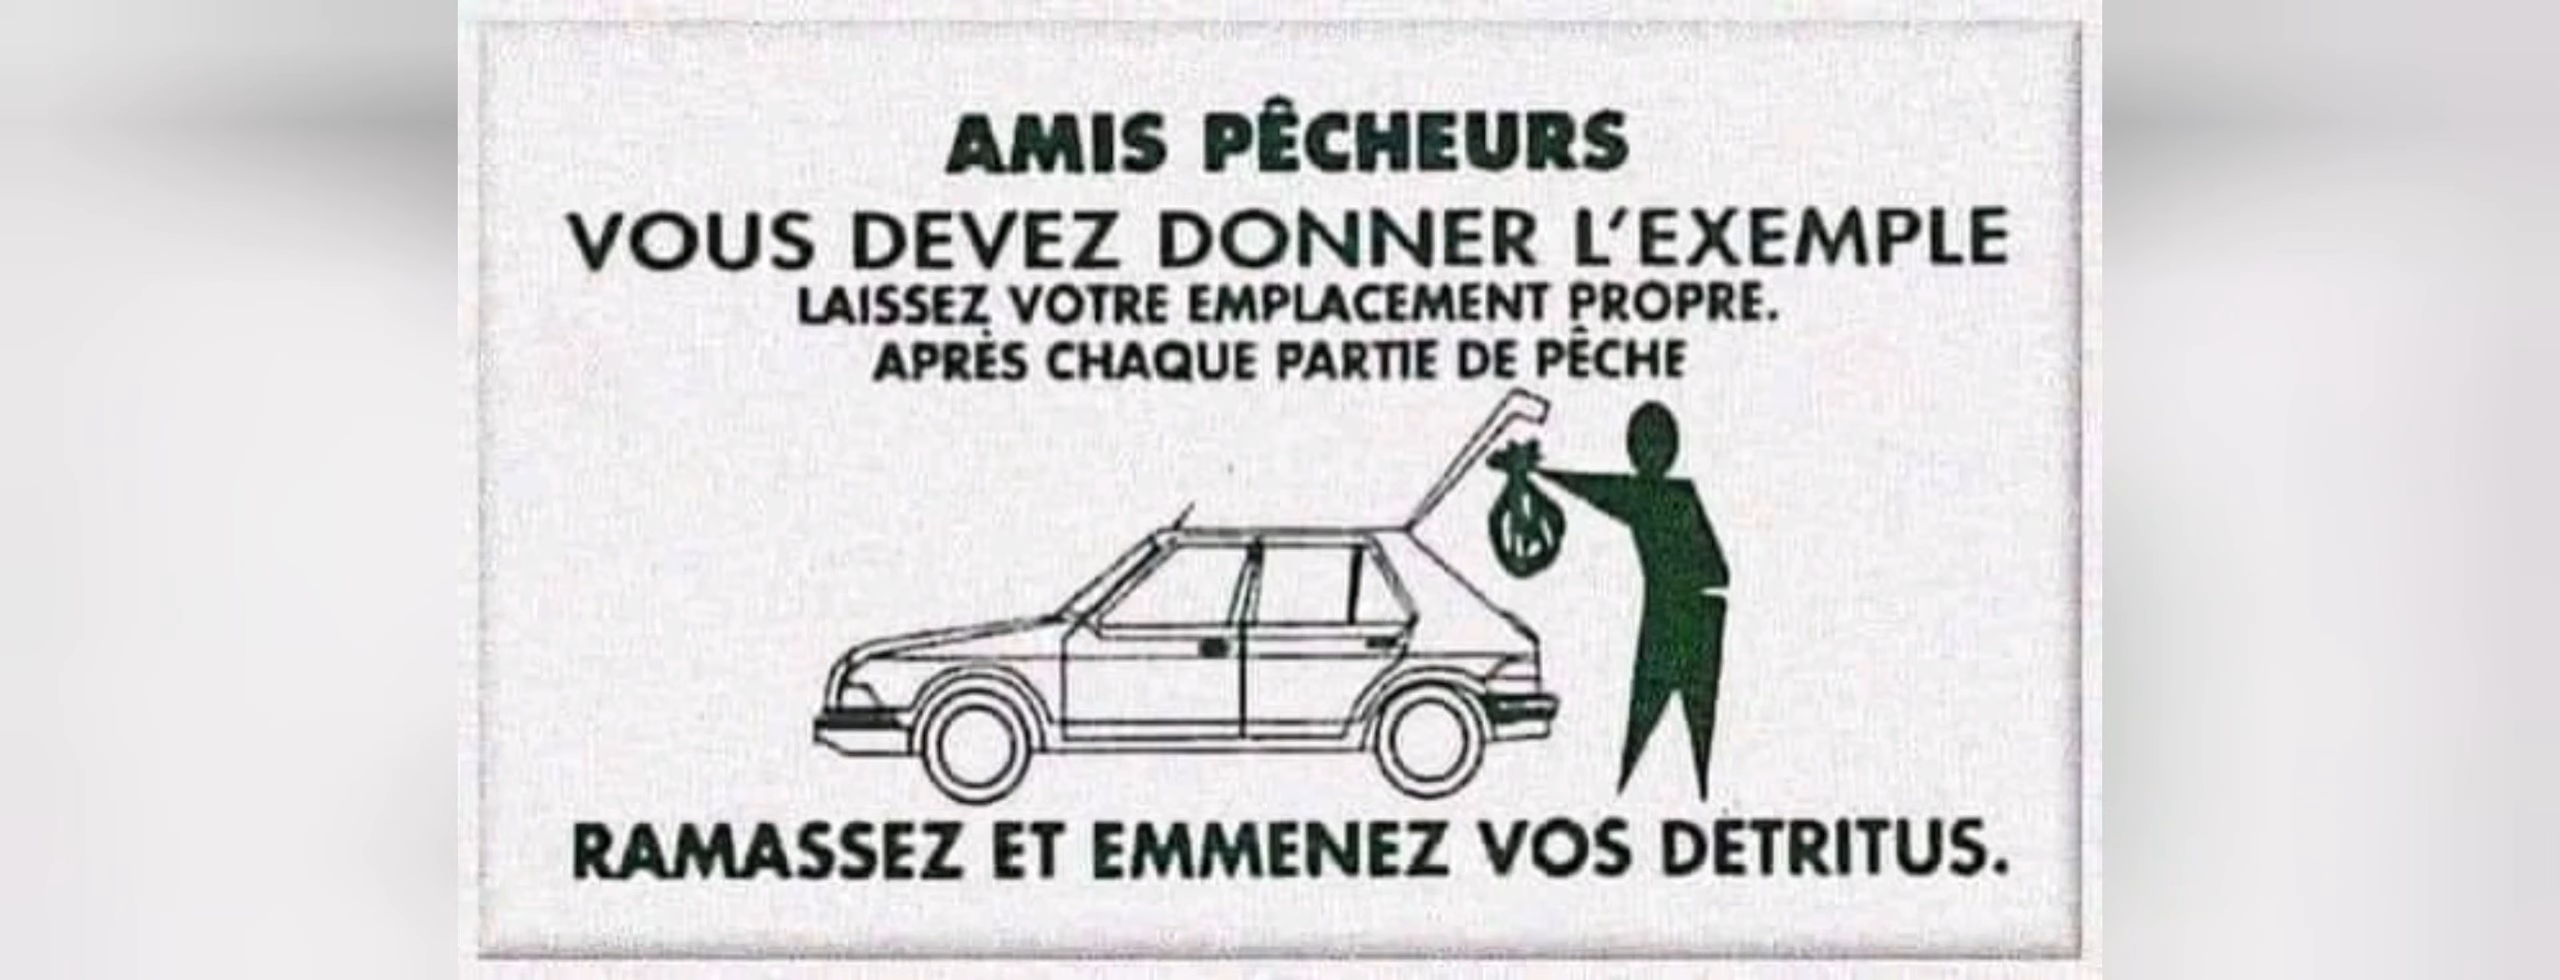 AMIS PÊCHEURS
VOUS DEVEZ DONNER L'EXEMPLE
LAISSEZ VOTRE EMPLACEMENT PROPRE.
APRÈS CHAQUE PARTIE DE PÊCHE
RAMASSEZ ET EMMENEZ VOS DÉTRITUS.